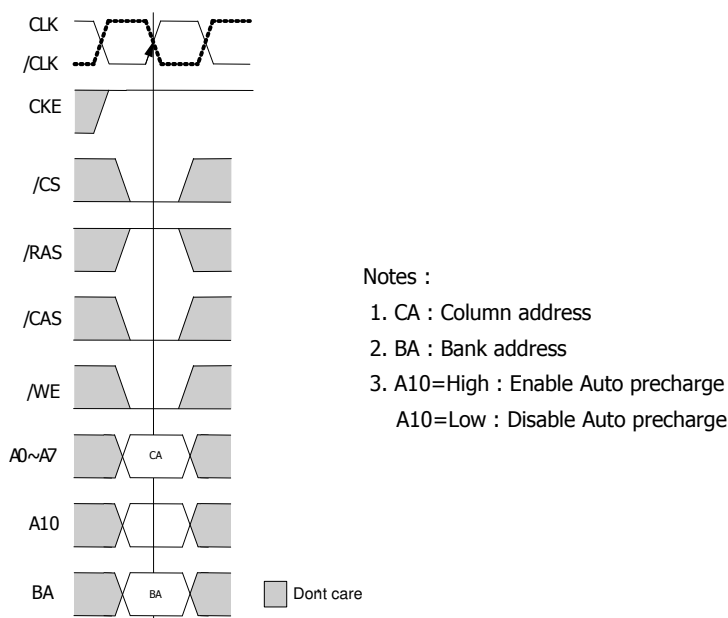 CLK
/CLK
CKE
/CS
/RAS
/CAS
/WE
A0~A7
CA
A10
BA
BA
Dont care
Notes :
1. CA : Column address
2. BA : Bank address
3. A10=High : Enable Auto precharge
A10=Low : Disable Auto precharge